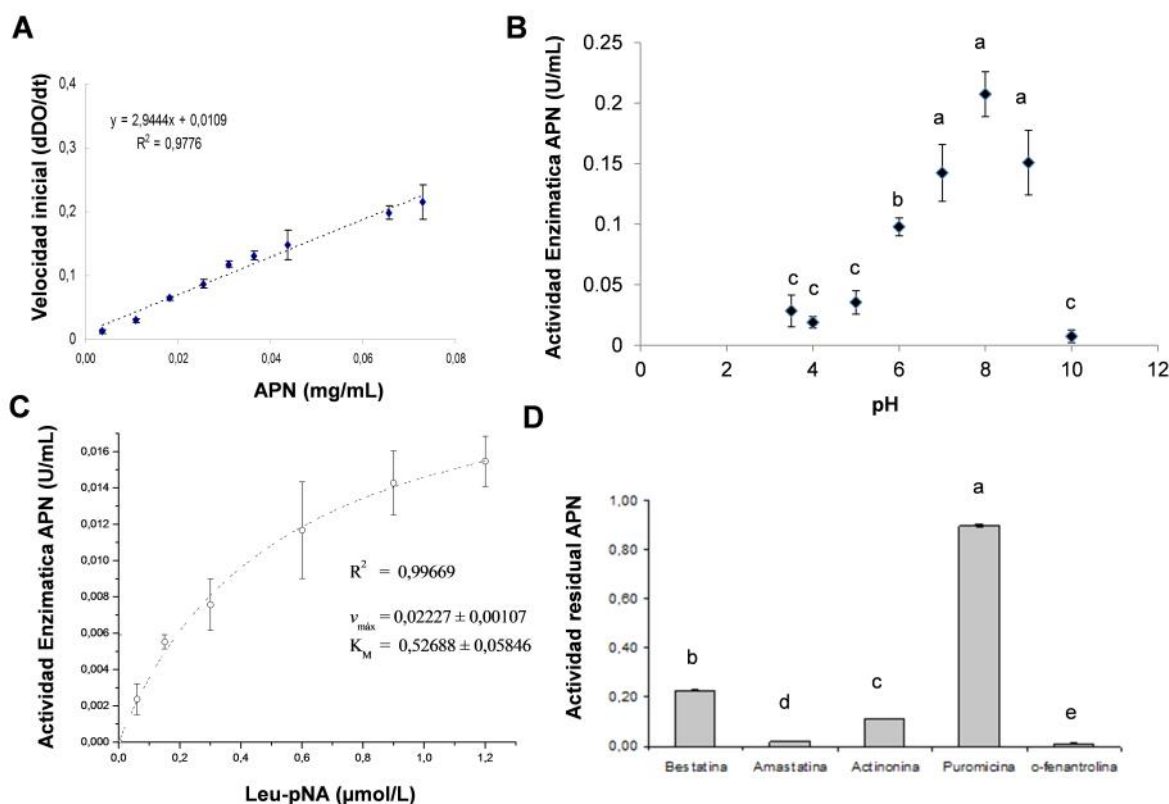 A
Velocidad inicial (dDO/dt)
0,4
0,3
0,2
0,1
0
y = 2,9444x + 0,0109
R² = 0,9776
0,00 0,02 0,04 0,06 0,08
APN (mg/mL)
B
Actividad Enzimatica APN (U/mL)
0.25
0.2
0.15
0.1
0.05
0
c c c b a a a c
0 2 4 6 8 10 12
pH
C
Actividad Enzimatica APN (U/mL)
0,016
0,014
0,012
0,010
0,008
0,006
0,004
0,002
0,000
R² = 0,99669
vmáx = 0,02227 ± 0,00107
KM = 0,52688 ± 0,05846
0,0 0,2 0,4 0,6 0,8 1,0 1,2
Leu-pNA (µmol/L)
D
Actividad residual APN
1,00
0,80
0,60
0,40
0,20
0,00
b d c a e
Bestatina Amastatina Actinonina Puromicina o-fenantrolina